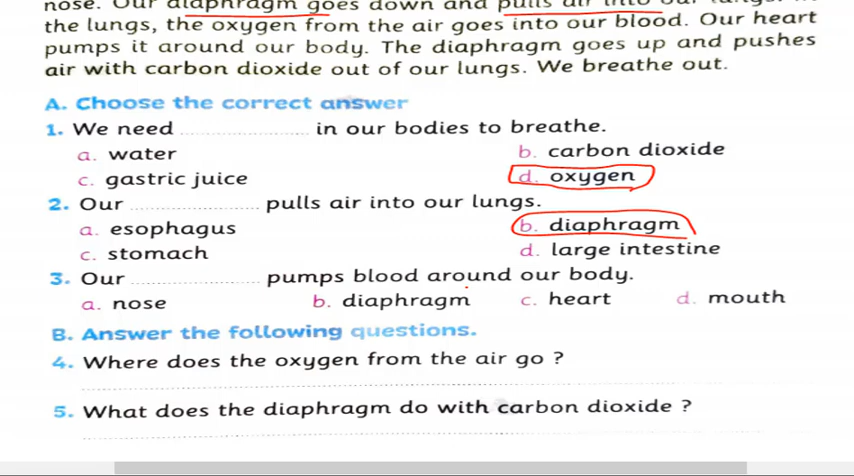 nose. Our diaphragm goes down and pulls air into our lungs. In
the lungs, the oxygen from the air goes into our blood. Our heart
pumps it around our body. The diaphragm goes up and pushes
air with carbon dioxide out of our lungs. We breathe out.
A. Choose the correct answer
1. We need .................... in our bodies to breathe.
a. water b. carbon dioxide
c. gastric juice d. oxygen
2. Our .................... pulls air into our lungs.
a. esophagus b. diaphragm
c. stomach d. large intestine
3. Our .................... pumps blood around our body.
a. nose b. diaphragm c. heart d. mouth
B. Answer the following questions.
4. Where does the oxygen from the air go ?
5. What does the diaphragm do with carbon dioxide ?